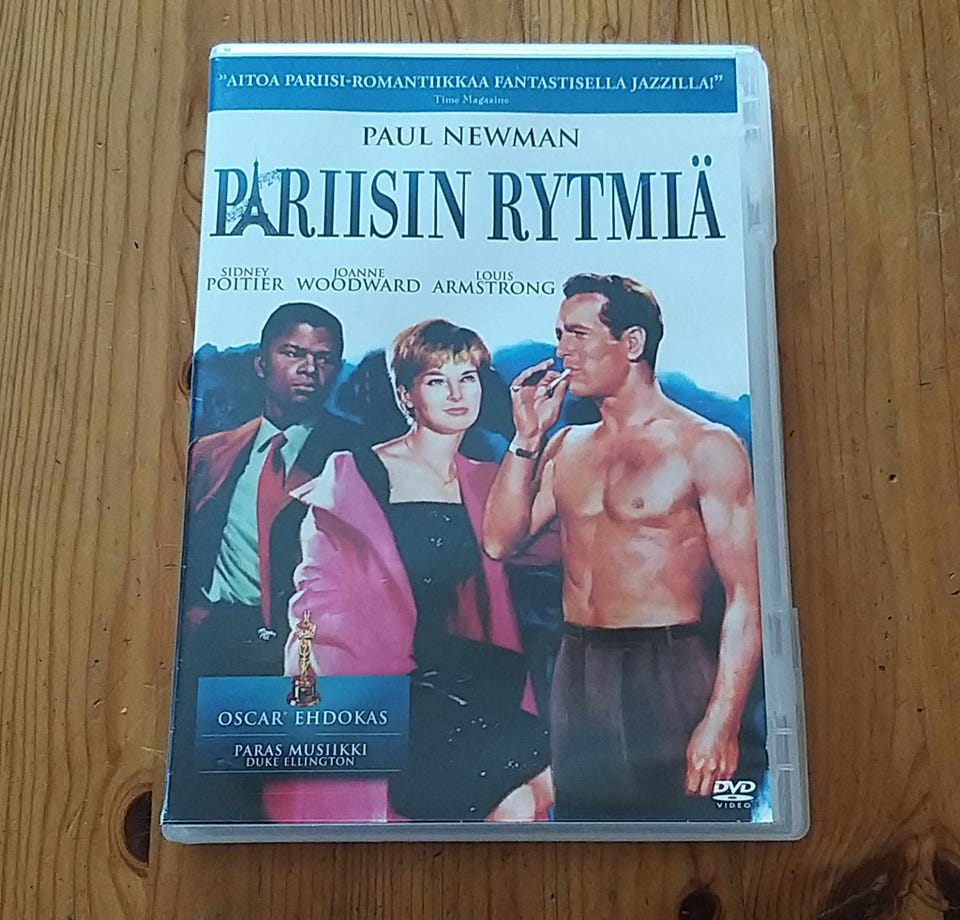 "AITOA PARIISI-ROMANTIIKKAA FANTASTISELLA JAZZILLA!"
Time Magazine
PAUL NEWMAN
PARIISIN RYTMIÄ
SIDNEY POITIER
JOANNE WOODWARD
LOUIS ARMSTRONG
OSCAR® EHDOKAS
PARAS MUSIIKKI
DUKE ELLINGTON
DVD
VIDEO